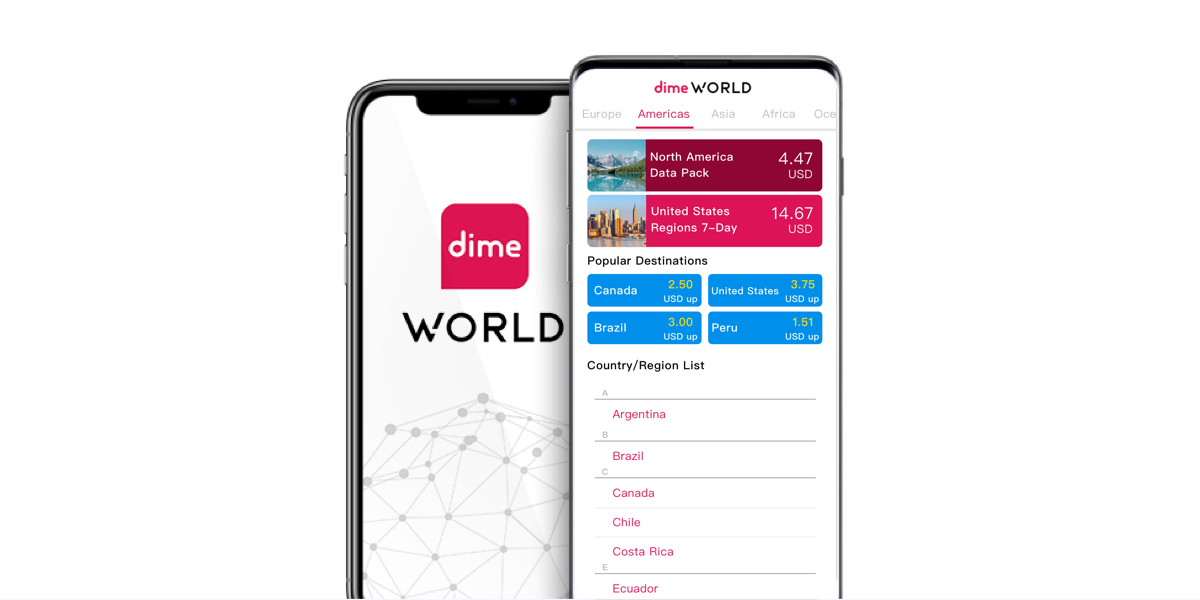 dime
WORLD
dime WORLD
Europe Americas Asia Africa Oce
North America
Data Pack
4.47
USD
United States
Regions 7-Day
14.67
USD
Popular Destinations
Canada
2.50
USD up
United States
3.75
USD up
Brazil
3.00
USD up
Peru
1.51
USD up
Country/Region List
A
Argentina
B
Brazil
C
Canada
Chile
Costa Rica
E
Ecuador